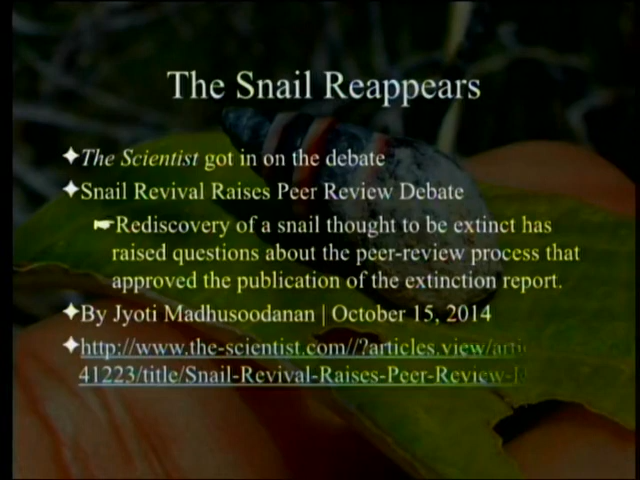 The Snail Reappears
The Scientist got in on the debate
Snail Revival Raises Peer Review Debate
Rediscovery of a snail thought to be extinct has
raised questions about the peer-review process that
approved the publication of the extinction report.
By Jyoti Madhusoodanan | October 15, 2014
http://www.the-scientist.com//?articles.view/arti
41223/title/Snail-Revival-Raises-Peer-Review-